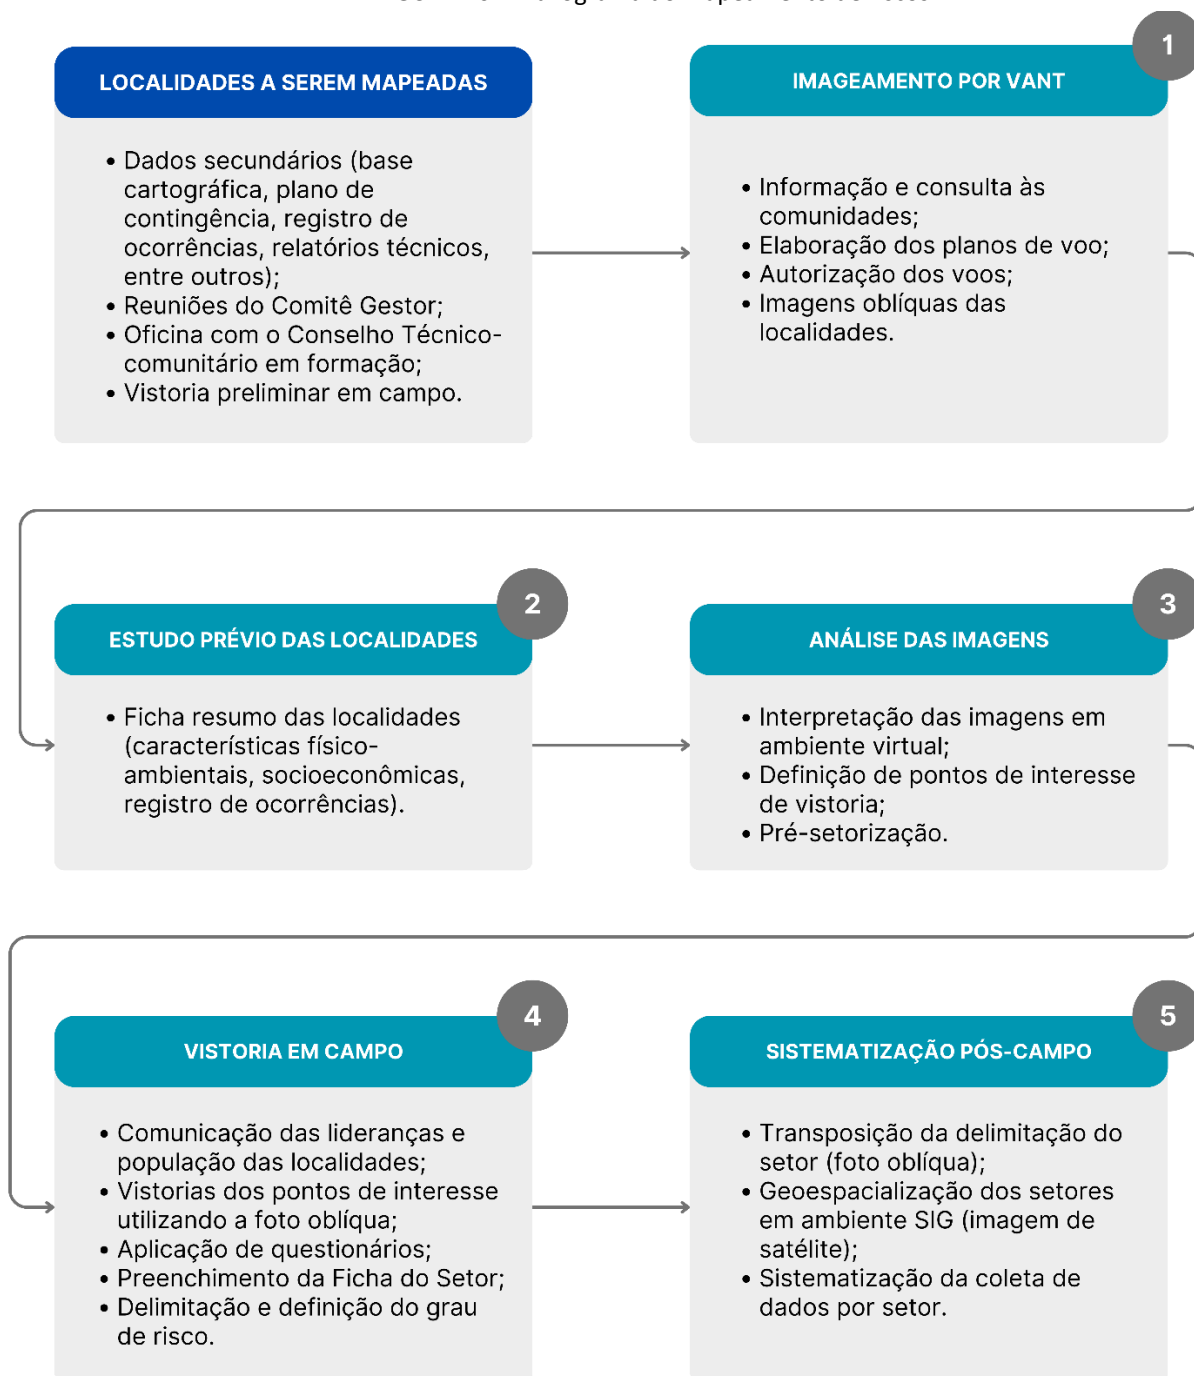 LOCALIDADES A SEREM MAPEADAS
• Dados secundários (base
cartográfica, plano de
contingência, registro de
ocorrências, relatórios técnicos,
entre outros);
• Reuniões do Comitê Gestor;
• Oficina com o Conselho Técnico-
comunitário em formação;
• Vistoria preliminar em campo.
1
IMAGEAMENTO POR VANT
• Informação e consulta às
comunidades;
• Elaboração dos planos de voo;
• Autorização dos voos;
• Imagens oblíquas das
localidades.
2
ESTUDO PRÉVIO DAS LOCALIDADES
• Ficha resumo das localidades
(características físico-
ambientais, socioeconômicas,
registro de ocorrências).
3
ANÁLISE DAS IMAGENS
• Interpretação das imagens em
ambiente virtual;
• Definição de pontos de interesse
de vistoria;
• Pré-setorização.
4
VISTORIA EM CAMPO
• Comunicação das lideranças e
população das localidades;
• Vistorias dos pontos de interesse
utilizando a foto oblíqua;
• Aplicação de questionários;
• Preenchimento da Ficha do Setor;
• Delimitação e definição do grau
de risco.
5
SISTEMATIZAÇÃO PÓS-CAMPO
• Transposição da delimitação do
setor (foto oblíqua);
• Geoespacialização dos setores
em ambiente SIG (imagem de
satélite);
• Sistematização da coleta de
dados por setor.